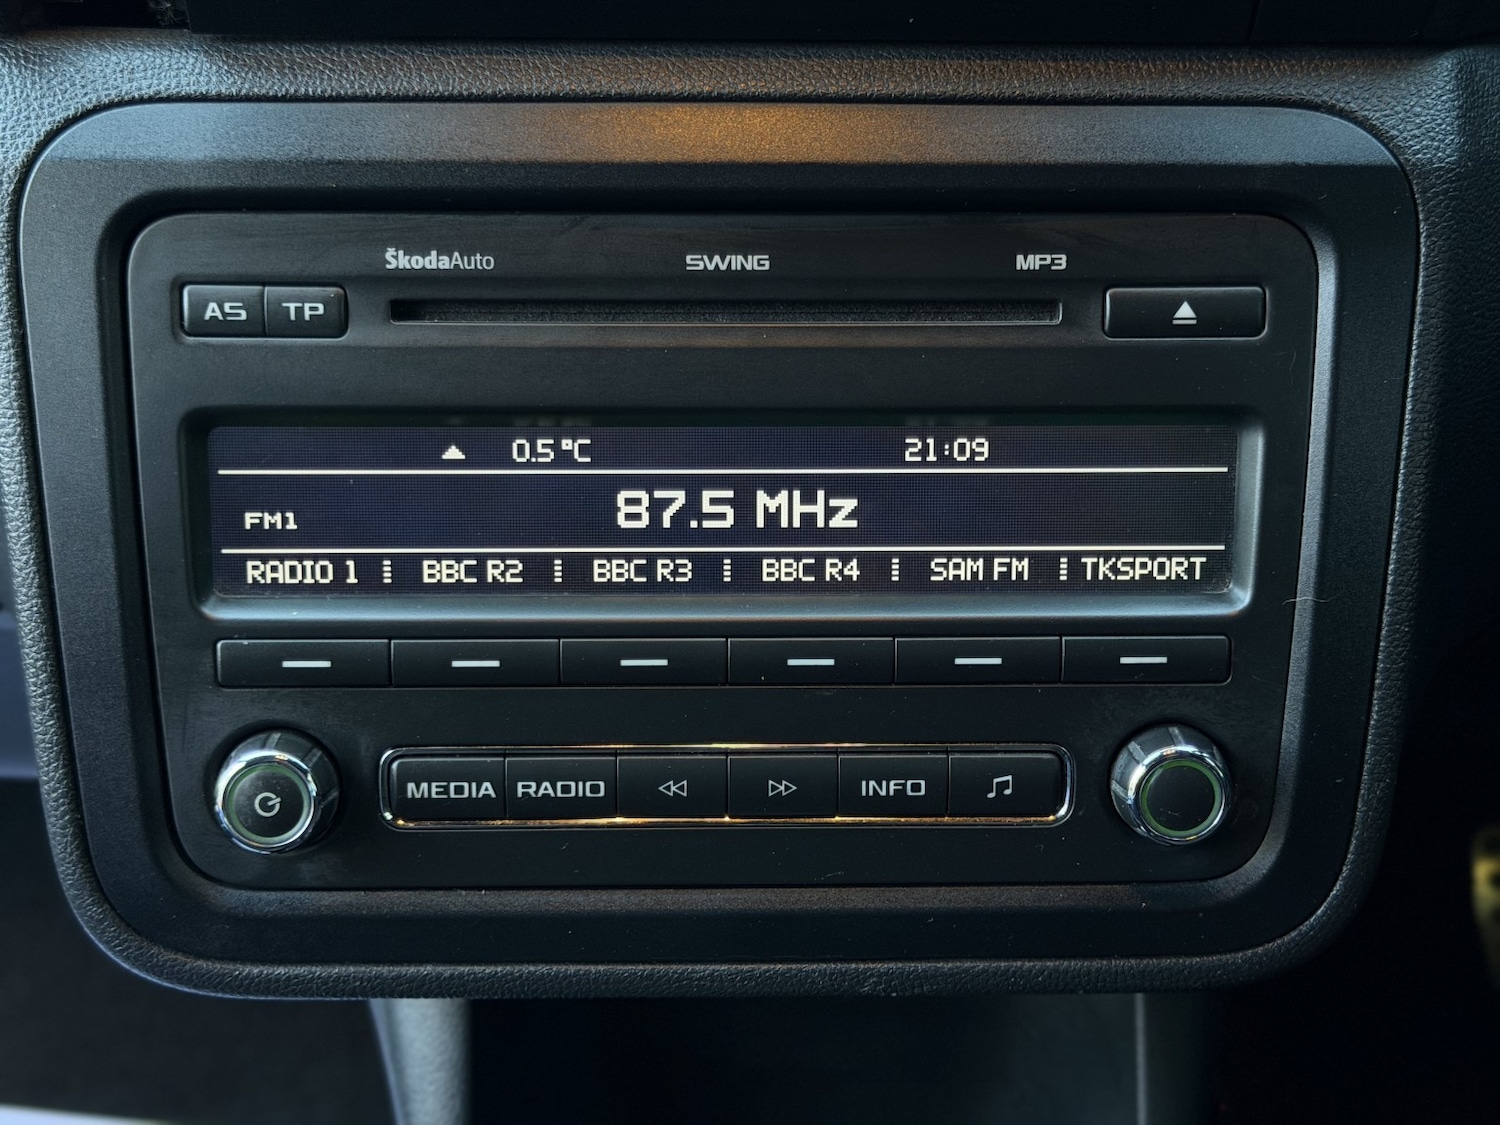 ŠkodaAuto SWING MP3
AS TP
0.5°C 21:09
FM1 87.5 MHz
RADIO 1 BBC R2 BBC R3 BBC R4 SAM FM TKSPORT
MEDIA RADIO INFO